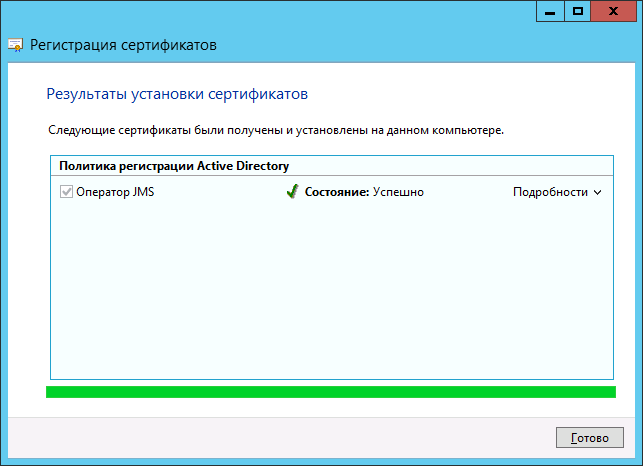 Регистрация сертификатов
Результаты установки сертификатов
Следующие сертификаты были получены и установлены на данном компьютере.
Политика регистрации Active Directory
Оператор JMS Состояние: Успешно Подробности
Готово